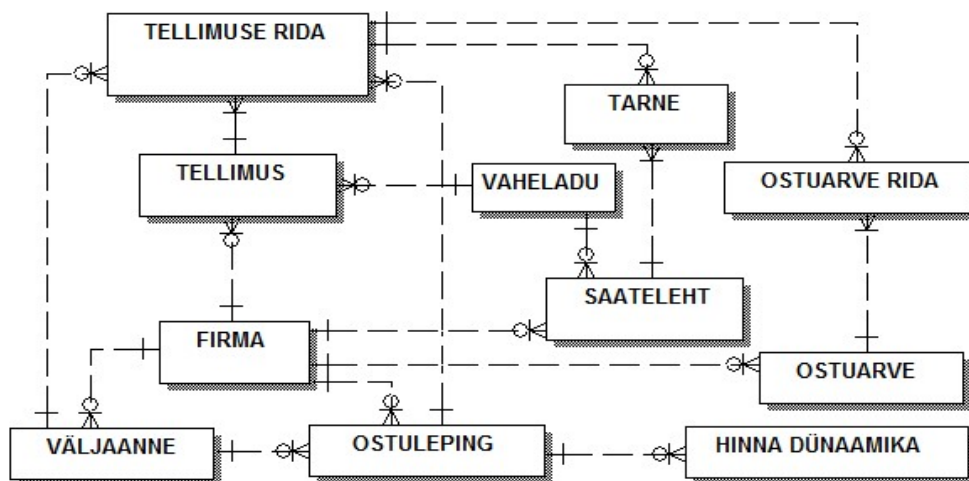 TELLIMUSE RIDA
TARNE
TELLIMUS
VAHELADU
OSTUARVE RIDA
SAATELEHT
FIRMA
OSTUARVE
VÄLJAANNE
OSTULEPING
HINNA DÜNAAMIKA